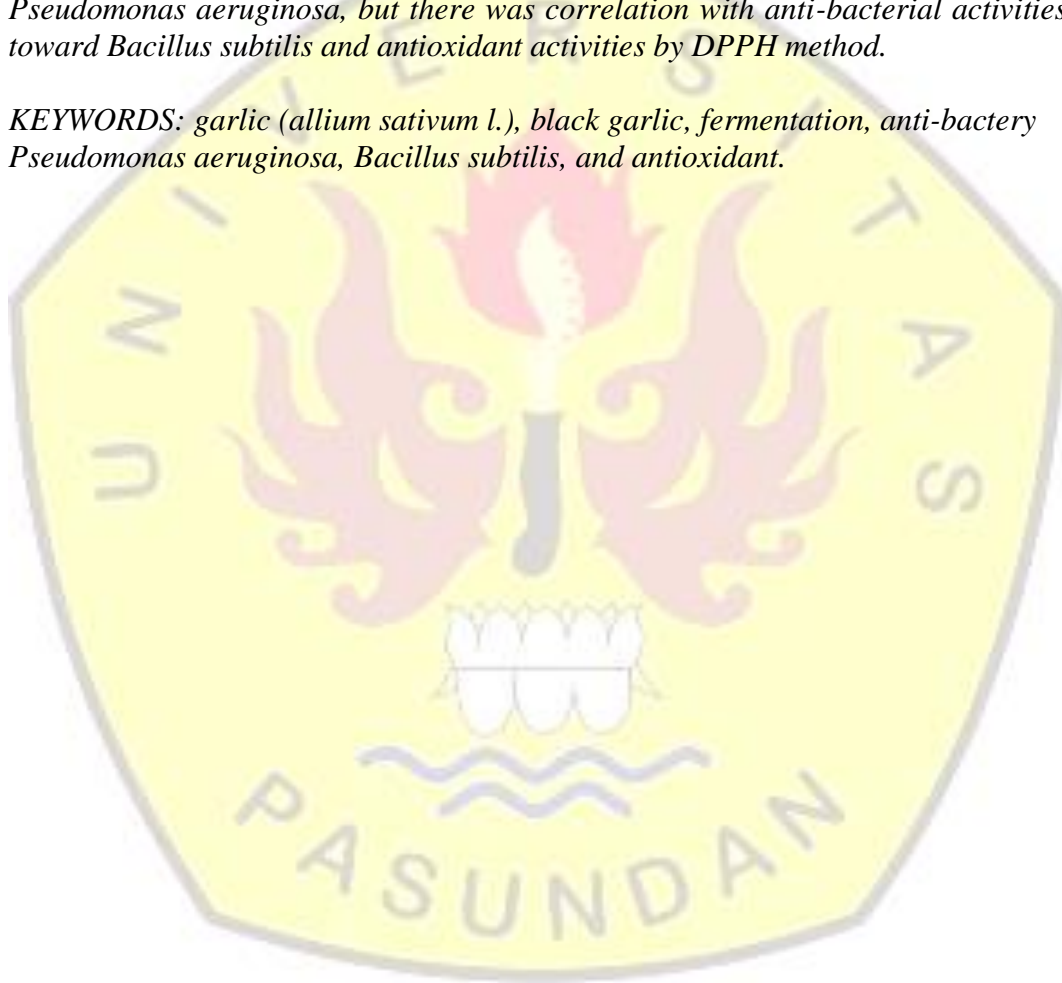 Pseudomonas aeruginosa, but there was correlation with anti-bacterial activities
toward Bacillus subtilis and antioxidant activities by DPPH method.
KEYWORDS: garlic (allium sativum l.), black garlic, fermentation, anti-bactery
Pseudomonas aeruginosa, Bacillus subtilis, and antioxidant.
UNIVERSITAS
PASUNDAN